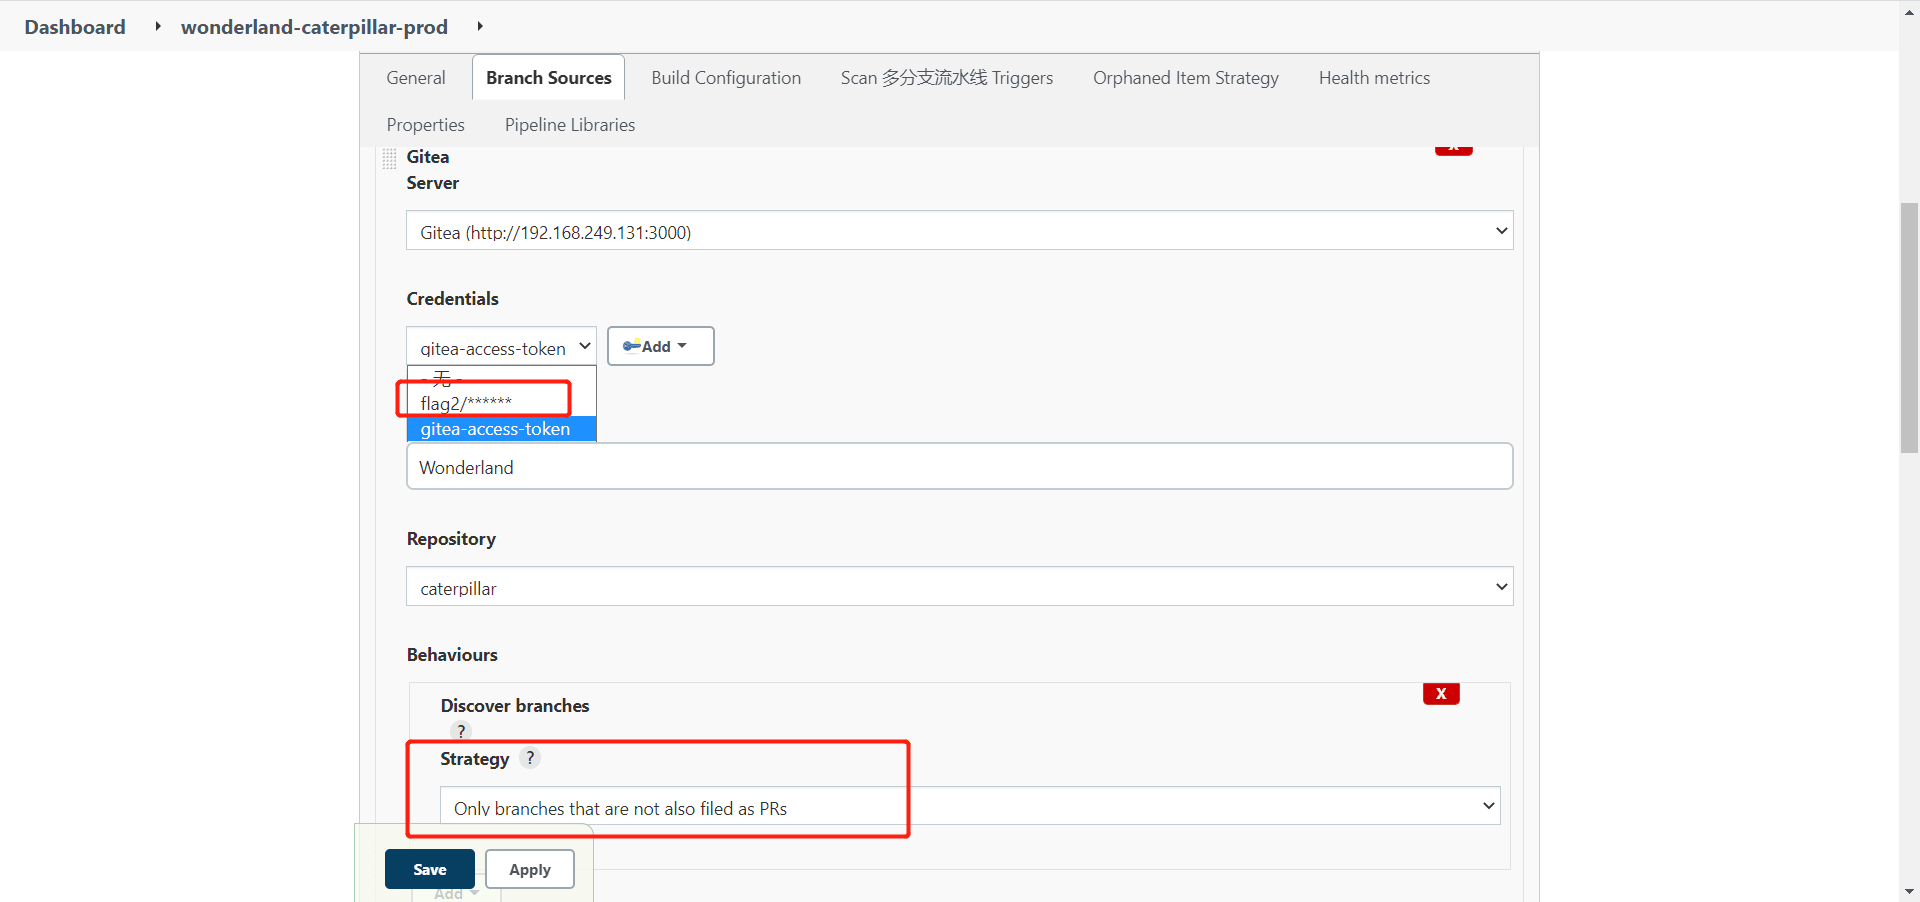 Dashboard
wonderland-caterpillar-prod
General
Branch Sources
Build Configuration
Scan 多分支流水线 Triggers
Orphaned Item Strategy
Health metrics
Properties
Pipeline Libraries
Gitea
x
Server
Gitea (http://192.168.249.131:3000)
Credentials
gitea-access-token
Add
- 无 -
flag2/******
gitea-access-token
Wonderland
Repository
caterpillar
Behaviours
X
Discover branches
?
Strategy ?
Only branches that are not also filed as PRs
Save
Apply
Add